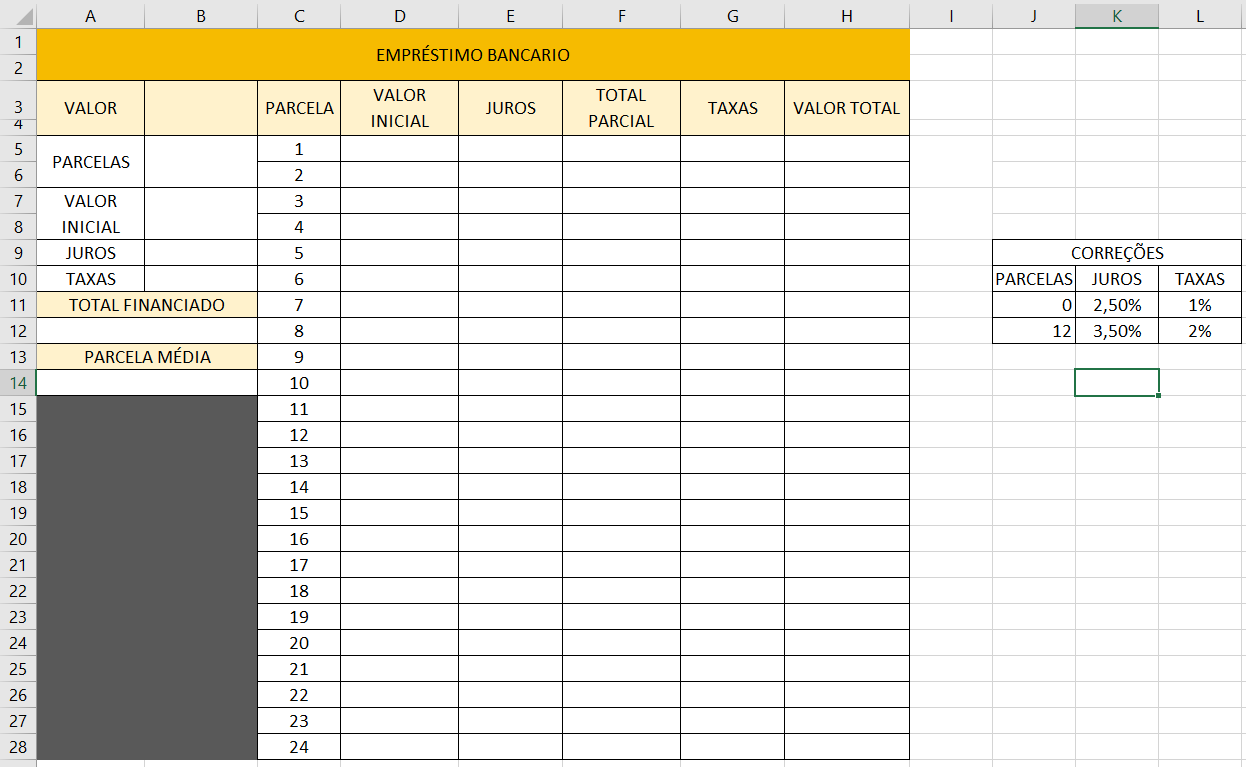 A B C D E F G H I J K L
1
2 EMPRÉSTIMO BANCARIO
3 VALOR PARCELA VALOR INICIAL JUROS TOTAL PARCIAL TAXAS VALOR TOTAL
4
5 PARCELAS 1
6 2
7 VALOR 3
8 INICIAL 4
9 JUROS 5 CORREÇÕES
10 TAXAS 6 PARCELAS JUROS TAXAS
11 TOTAL FINANCIADO 7 0 2,50% 1%
12 8 12 3,50% 2%
13 PARCELA MÉDIA 9
14 10
15 11
16 12
17 13
18 14
19 15
20 16
21 17
22 18
23 19
24 20
25 21
26 22
27 23
28 24